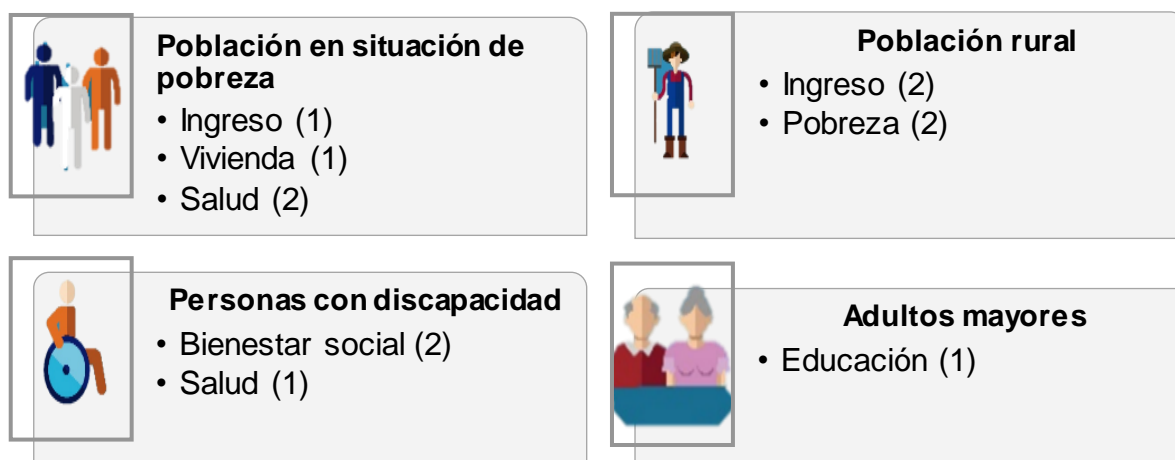 Población en situación de
pobreza
• Ingreso (1)
• Vivienda (1)
• Salud (2)
Población rural
• Ingreso (2)
• Pobreza (2)
Personas con discapacidad
• Bienestar social (2)
• Salud (1)
Adultos mayores
• Educación (1)